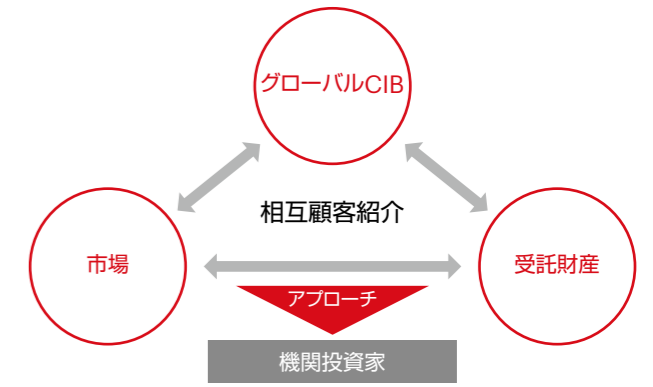 グローバルCIB
相互顧客紹介
市場
受託財産
アプローチ
機関投資家